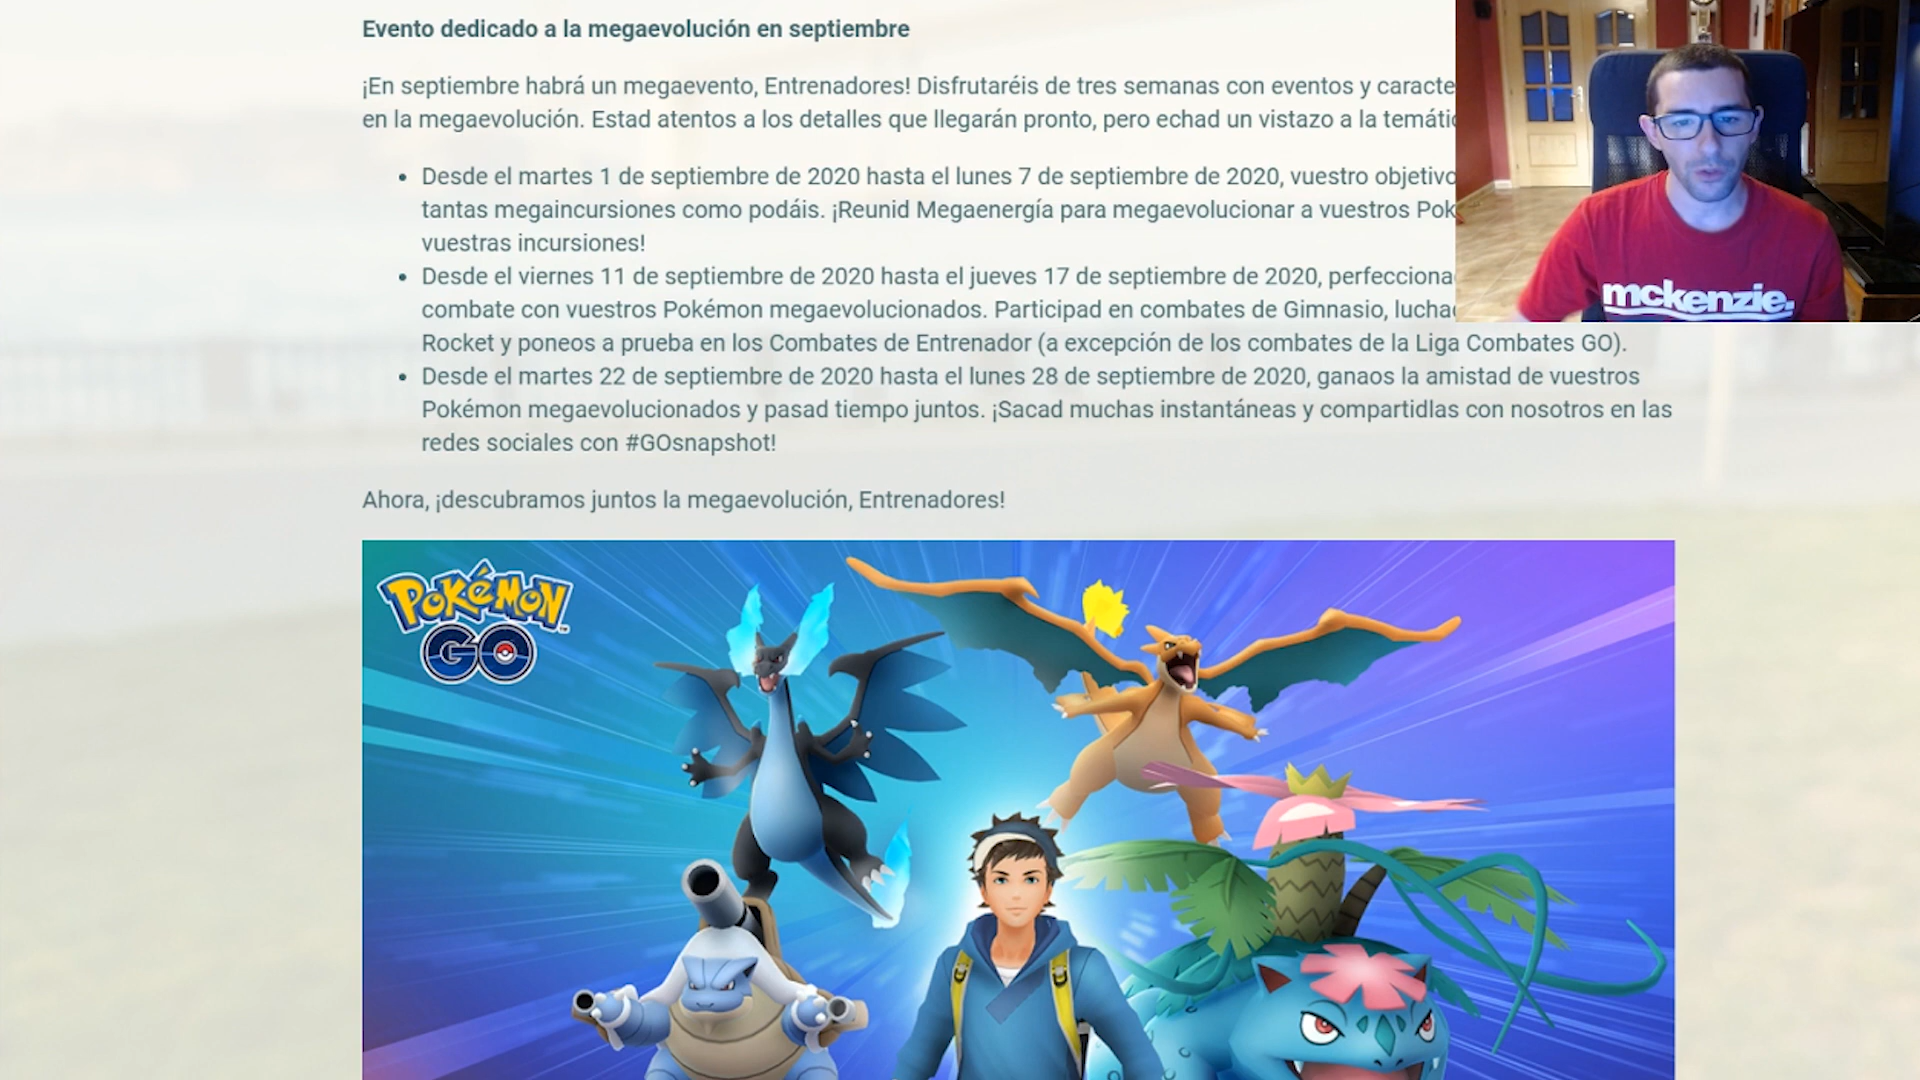 Evento dedicado a la megaevolución en septiembre
¡En septiembre habrá un megaevento, Entrenadores! Disfrutaréis de tres semanas con eventos y caracte
en la megaevolución. Estad atentos a los detalles que llegarán pronto, pero echad un vistazo a la temátic
• Desde el martes 1 de septiembre de 2020 hasta el lunes 7 de septiembre de 2020, vuestro objetivo
tantas megaincursiones como podáis. ¡Reunid Megaenergía para megaevolucionar a vuestros Pok
vuestras incursiones!
• Desde el viernes 11 de septiembre de 2020 hasta el jueves 17 de septiembre de 2020, perfecciona
combate con vuestros Pokémon megaevolucionados. Participad en combates de Gimnasio, lucha
Rocket y poneos a prueba en los Combates de Entrenador (a excepción de los combates de la Liga Combates GO).
• Desde el martes 22 de septiembre de 2020 hasta el lunes 28 de septiembre de 2020, ganaos la amistad de vuestros
Pokémon megaevolucionados y pasad tiempo juntos. ¡Sacad muchas instantáneas y compartidlas con nosotros en las
redes sociales con #GOsnapshot!
Ahora, ¡descubramos juntos la megaevolución, Entrenadores!
mckenzie.
POKéMON
GO